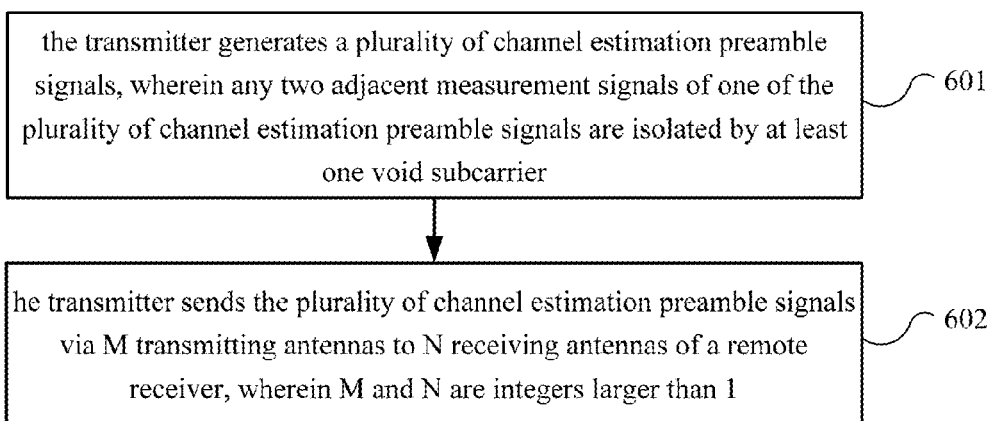 the transmitter generates a plurality of channel estimation preamble
signals, wherein any two adjacent measurement signals of one of the
plurality of channel estimation preamble signals are isolated by at least
one void subcarrier
601
he transmitter sends the plurality of channel estimation preamble signals
via M transmitting antennas to N receiving antennas of a remote
receiver, wherein M and N are integers larger than 1
602